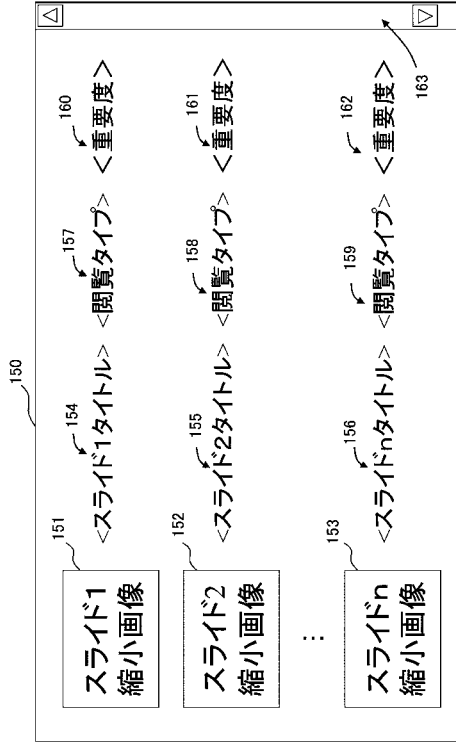 150
151
スライド1
縮小画像
154
<スライド1タイトル>
157
<閲覧タイプ>
160
<重要度>
△
152
スライド2
縮小画像
155
<スライド2タイトル>
158
<閲覧タイプ>
161
<重要度>
…
153
スライドn
縮小画像
156
<スライドnタイトル>
159
<閲覧タイプ>
162
<重要度>
163
▽